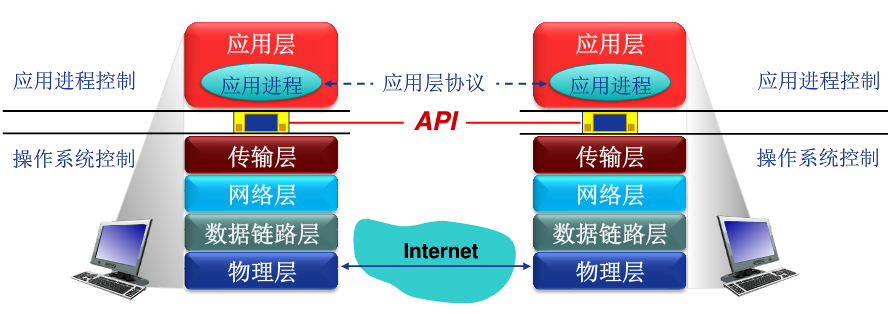 应用层
应用层
应用进程控制
应用进程
应用层协议
应用进程
应用进程控制
API
操作系统控制
传输层
传输层
操作系统控制
网络层
网络层
数据链路层
数据链路层
Internet
物理层
物理层